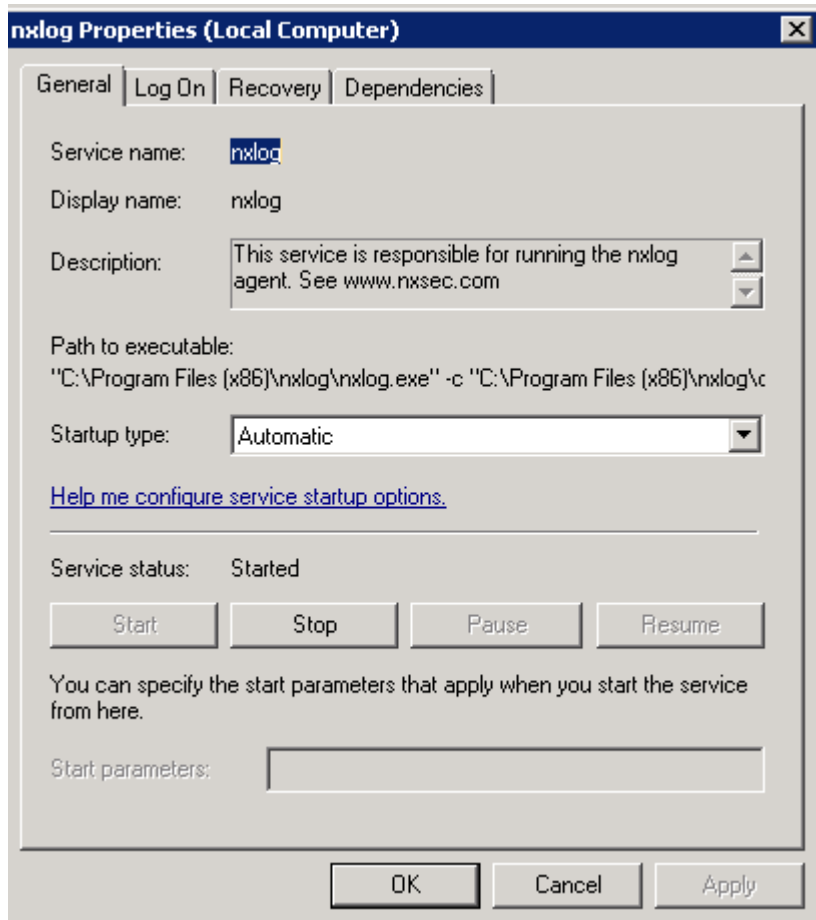 nxlog Properties (Local Computer)
General Log On Recovery Dependencies
Service name: nxlog
Display name: nxlog
Description: This service is responsible for running the nxlog
agent. See www.nxsec.com
Path to executable:
"C:\Program Files (x86)\nxlog\nxlog.exe" -c "C:\Program Files (x86)\nxlog\c
Startup type: Automatic
Help me configure service startup options.
Service status: Started
Start Stop Pause Resume
You can specify the start parameters that apply when you start the service
from here.
Start parameters:
OK Cancel Apply